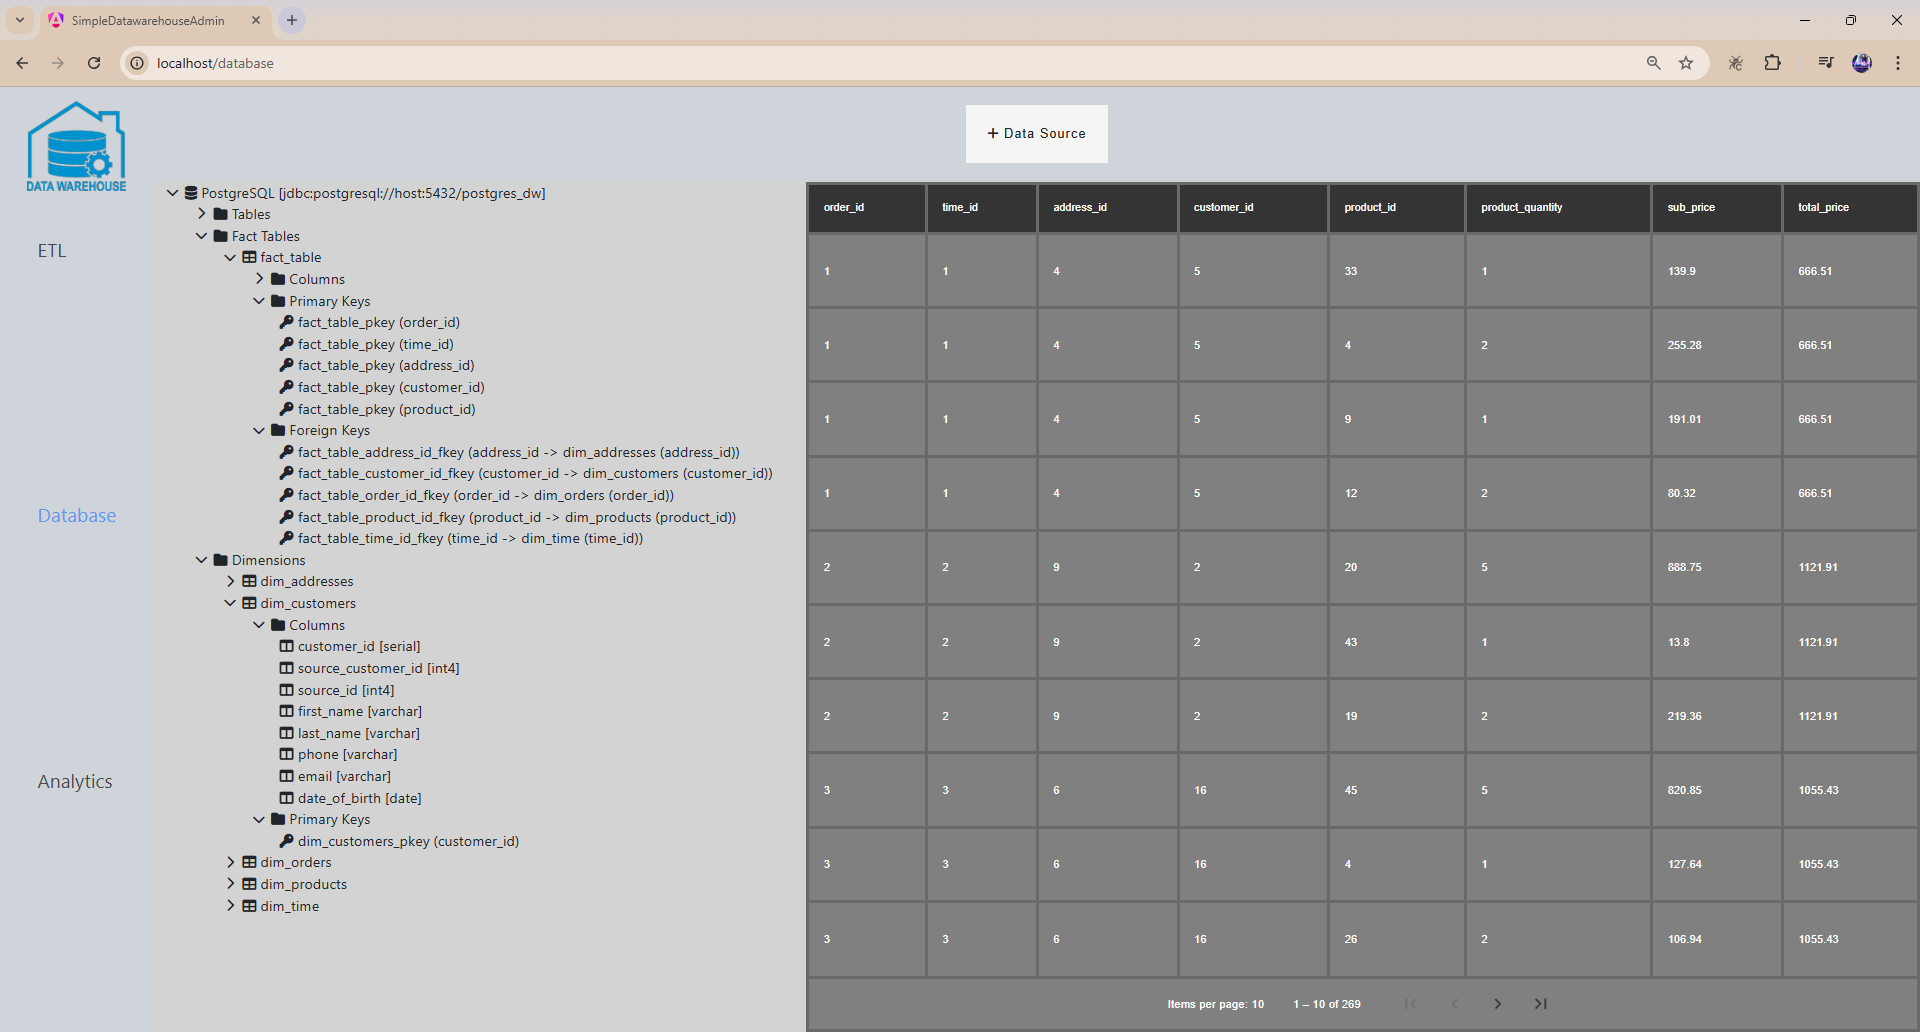 SimpleDatawarehouseAdmin
localhost/database
DATA WAREHOUSE
+ Data Source
ETL
Database
Analytics
PostgreSQL [jdbc:postgresql://host:5432/postgres_dw]
Tables
Fact Tables
fact_table
Columns
Primary Keys
fact_table_pkey (order_id)
fact_table_pkey (time_id)
fact_table_pkey (address_id)
fact_table_pkey (customer_id)
fact_table_pkey (product_id)
Foreign Keys
fact_table_address_id_fkey (address_id -> dim_addresses (address_id))
fact_table_customer_id_fkey (customer_id -> dim_customers (customer_id))
fact_table_order_id_fkey (order_id -> dim_orders (order_id))
fact_table_product_id_fkey (product_id -> dim_products (product_id))
fact_table_time_id_fkey (time_id -> dim_time (time_id))
Dimensions
dim_addresses
dim_customers
Columns
customer_id [serial]
source_customer_id [int4]
source_id [int4]
first_name [varchar]
last_name [varchar]
phone [varchar]
email [varchar]
date_of_birth [date]
Primary Keys
dim_customers_pkey (customer_id)
dim_orders
dim_products
dim_time
order_id time_id address_id customer_id product_id product_quantity sub_price total_price
1 1 4 5 33 1 139.9 666.51
1 1 4 5 4 2 255.28 666.51
1 1 4 5 9 1 191.01 666.51
1 1 4 5 12 2 80.32 666.51
2 2 9 2 20 5 888.75 1121.91
2 2 9 2 43 1 13.8 1121.91
2 2 9 2 19 2 219.36 1121.91
3 3 6 16 45 5 820.85 1055.43
3 3 6 16 4 1 127.64 1055.43
3 3 6 16 26 2 106.94 1055.43
Items per page: 10 1 – 10 of 269